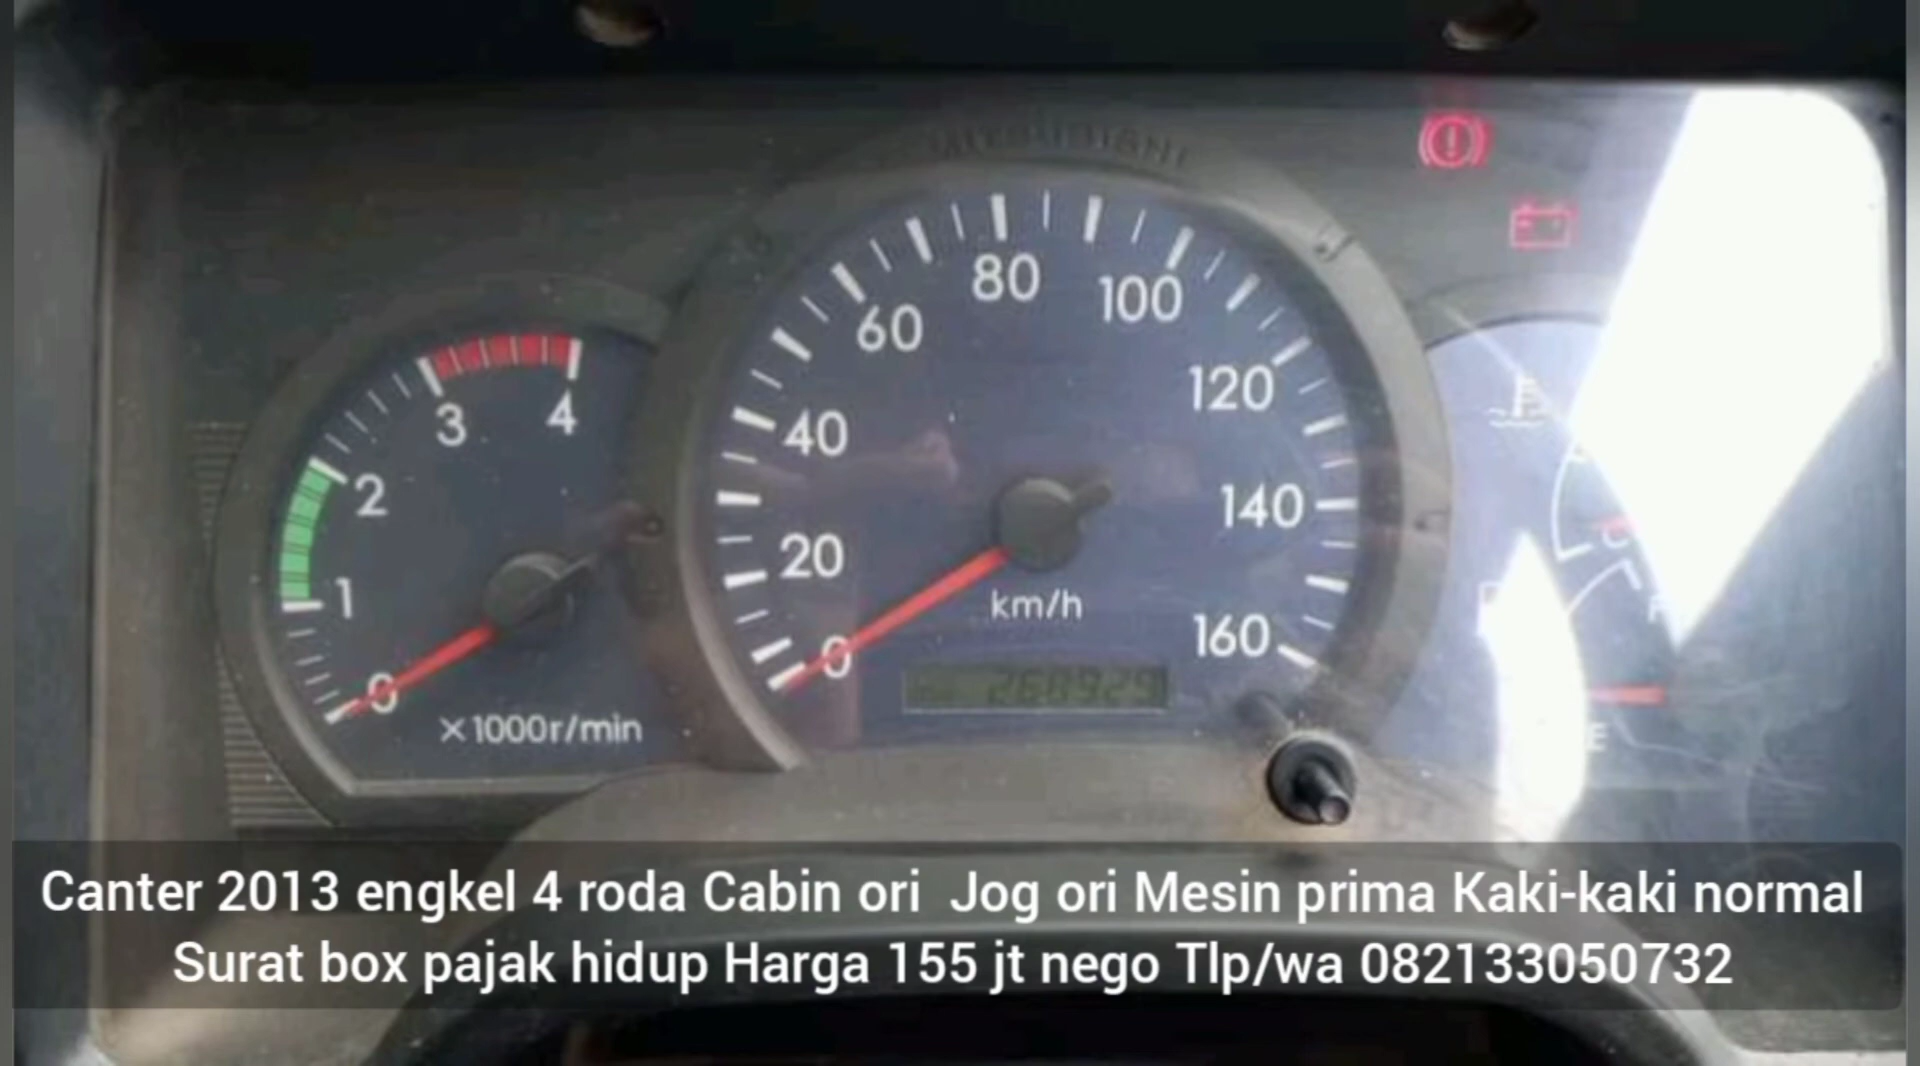 MITSUBISHI
80
60
100
120
3
4
40
2
140
20
1
km/h
0
160
0
×1000r/min
E
Canter 2013 engkel 4 roda Cabin ori  Jog ori Mesin prima Kaki-kaki normal
Surat box pajak hidup Harga 155 jt nego Tlp/wa 082133050732